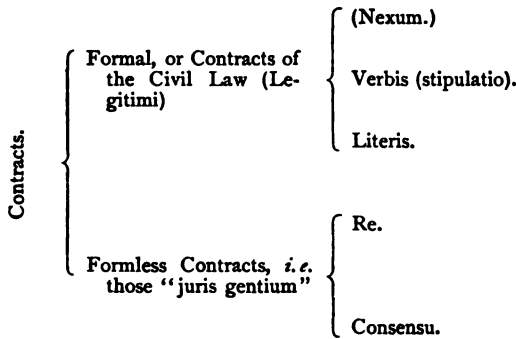 Contracts.
Formal, or Contracts of
the Civil Law (Le-
gitimi)
(Nexum.)
Verbis (stipulatio).
Literis.
Formless Contracts, i.e.
those "juris gentium"
Re.
Consensu.